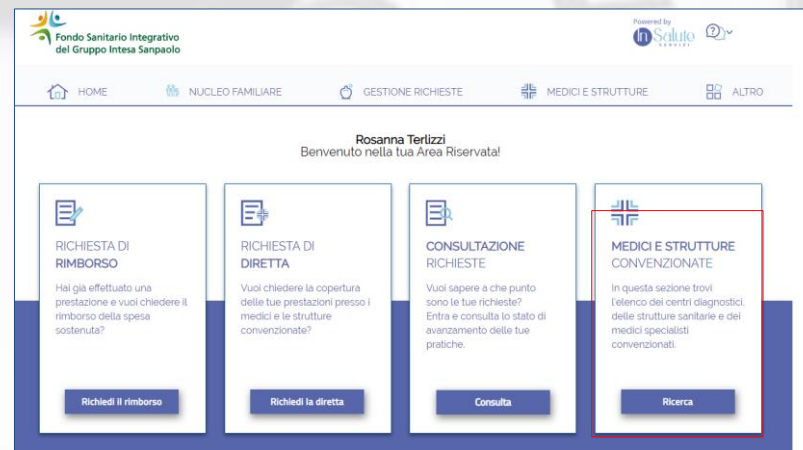 Fondo Sanitario Integrativo
del Gruppo Intesa Sanpaolo
Powered by
InSalute
SERVIZI
HOME
NUCLEO FAMILIARE
GESTIONE RICHIESTE
MEDICI E STRUTTURE
ALTRO
Rosanna Terlizzi
Benvenuto nella tua Area Riservata!
RICHIESTA DI
RIMBORSO
Hai già effettuato una
prestazione e vuoi chiedere il
rimborso della spesa
sostenuta?
Richiedi il rimborso
RICHIESTA DI
DIRETTA
Vuoi chiedere la copertura
delle tue prestazioni presso i
medici e le strutture
convenzionate?
Richiedi la diretta
CONSULTAZIONE
RICHIESTE
Vuoi sapere a che punto
sono le tue richieste?
Entra e consulta lo stato di
avanzamento delle tue
pratiche.
Consulta
MEDICI E STRUTTURE
CONVENZIONATE
In questa sezione trovi
l'elenco dei centri diagnostici,
delle strutture sanitarie e dei
medici specialisti
convenzionati.
Ricerca